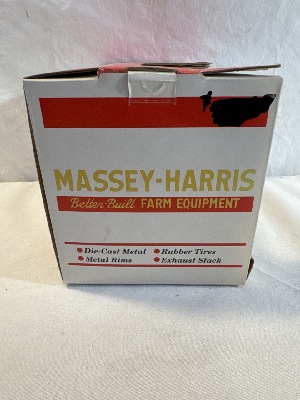 MASSEY-HARRIS
Better-Built FARM EQUIPMENT
• Die-Cast Metal • Rubber Tires
• Metal Rims • Exhaust Stack